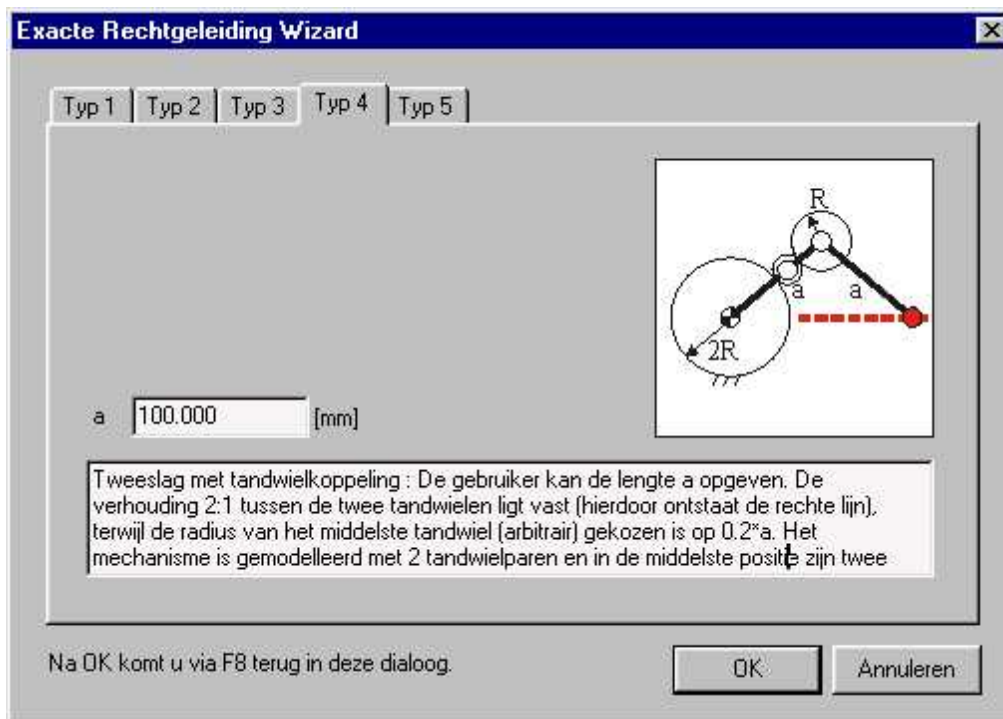 Exacte Rechtgeleiding Wizard
Typ 1 Typ 2 Typ 3 Typ 4 Typ 5
R
a a
2R
a 100.000 [mm]
Tweeslag met tandwielkoppeling : De gebruiker kan de lengte a opgeven. De
verhouding 2:1 tussen de twee tandwielen ligt vast (hierdoor ontstaat de rechte lijn),
terwijl de radius van het middelste tandwiel (arbitrair) gekozen is op 0.2*a. Het
mechanisme is gemodelleerd met 2 tandwielparen en in de middelste positie zijn twee
Na OK komt u via F8 terug in deze dialoog.
OK Annuleren